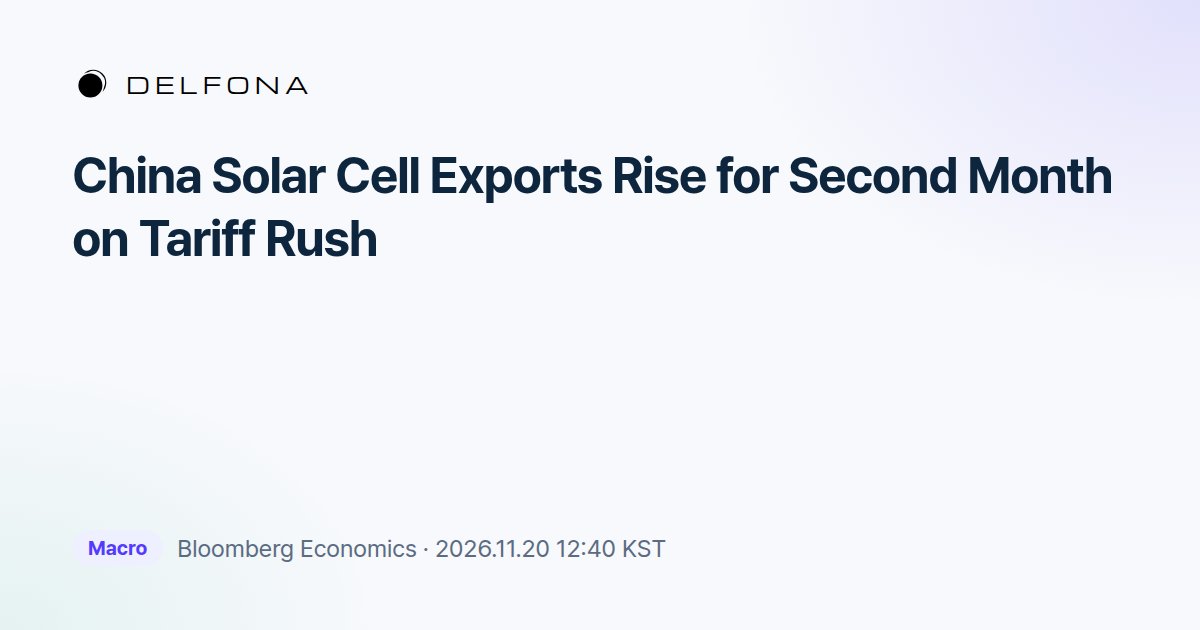 DELFONA
China Solar Cell Exports Rise for Second Month
on Tariff Rush
Macro Bloomberg Economics · 2026.11.20 12:40 KST